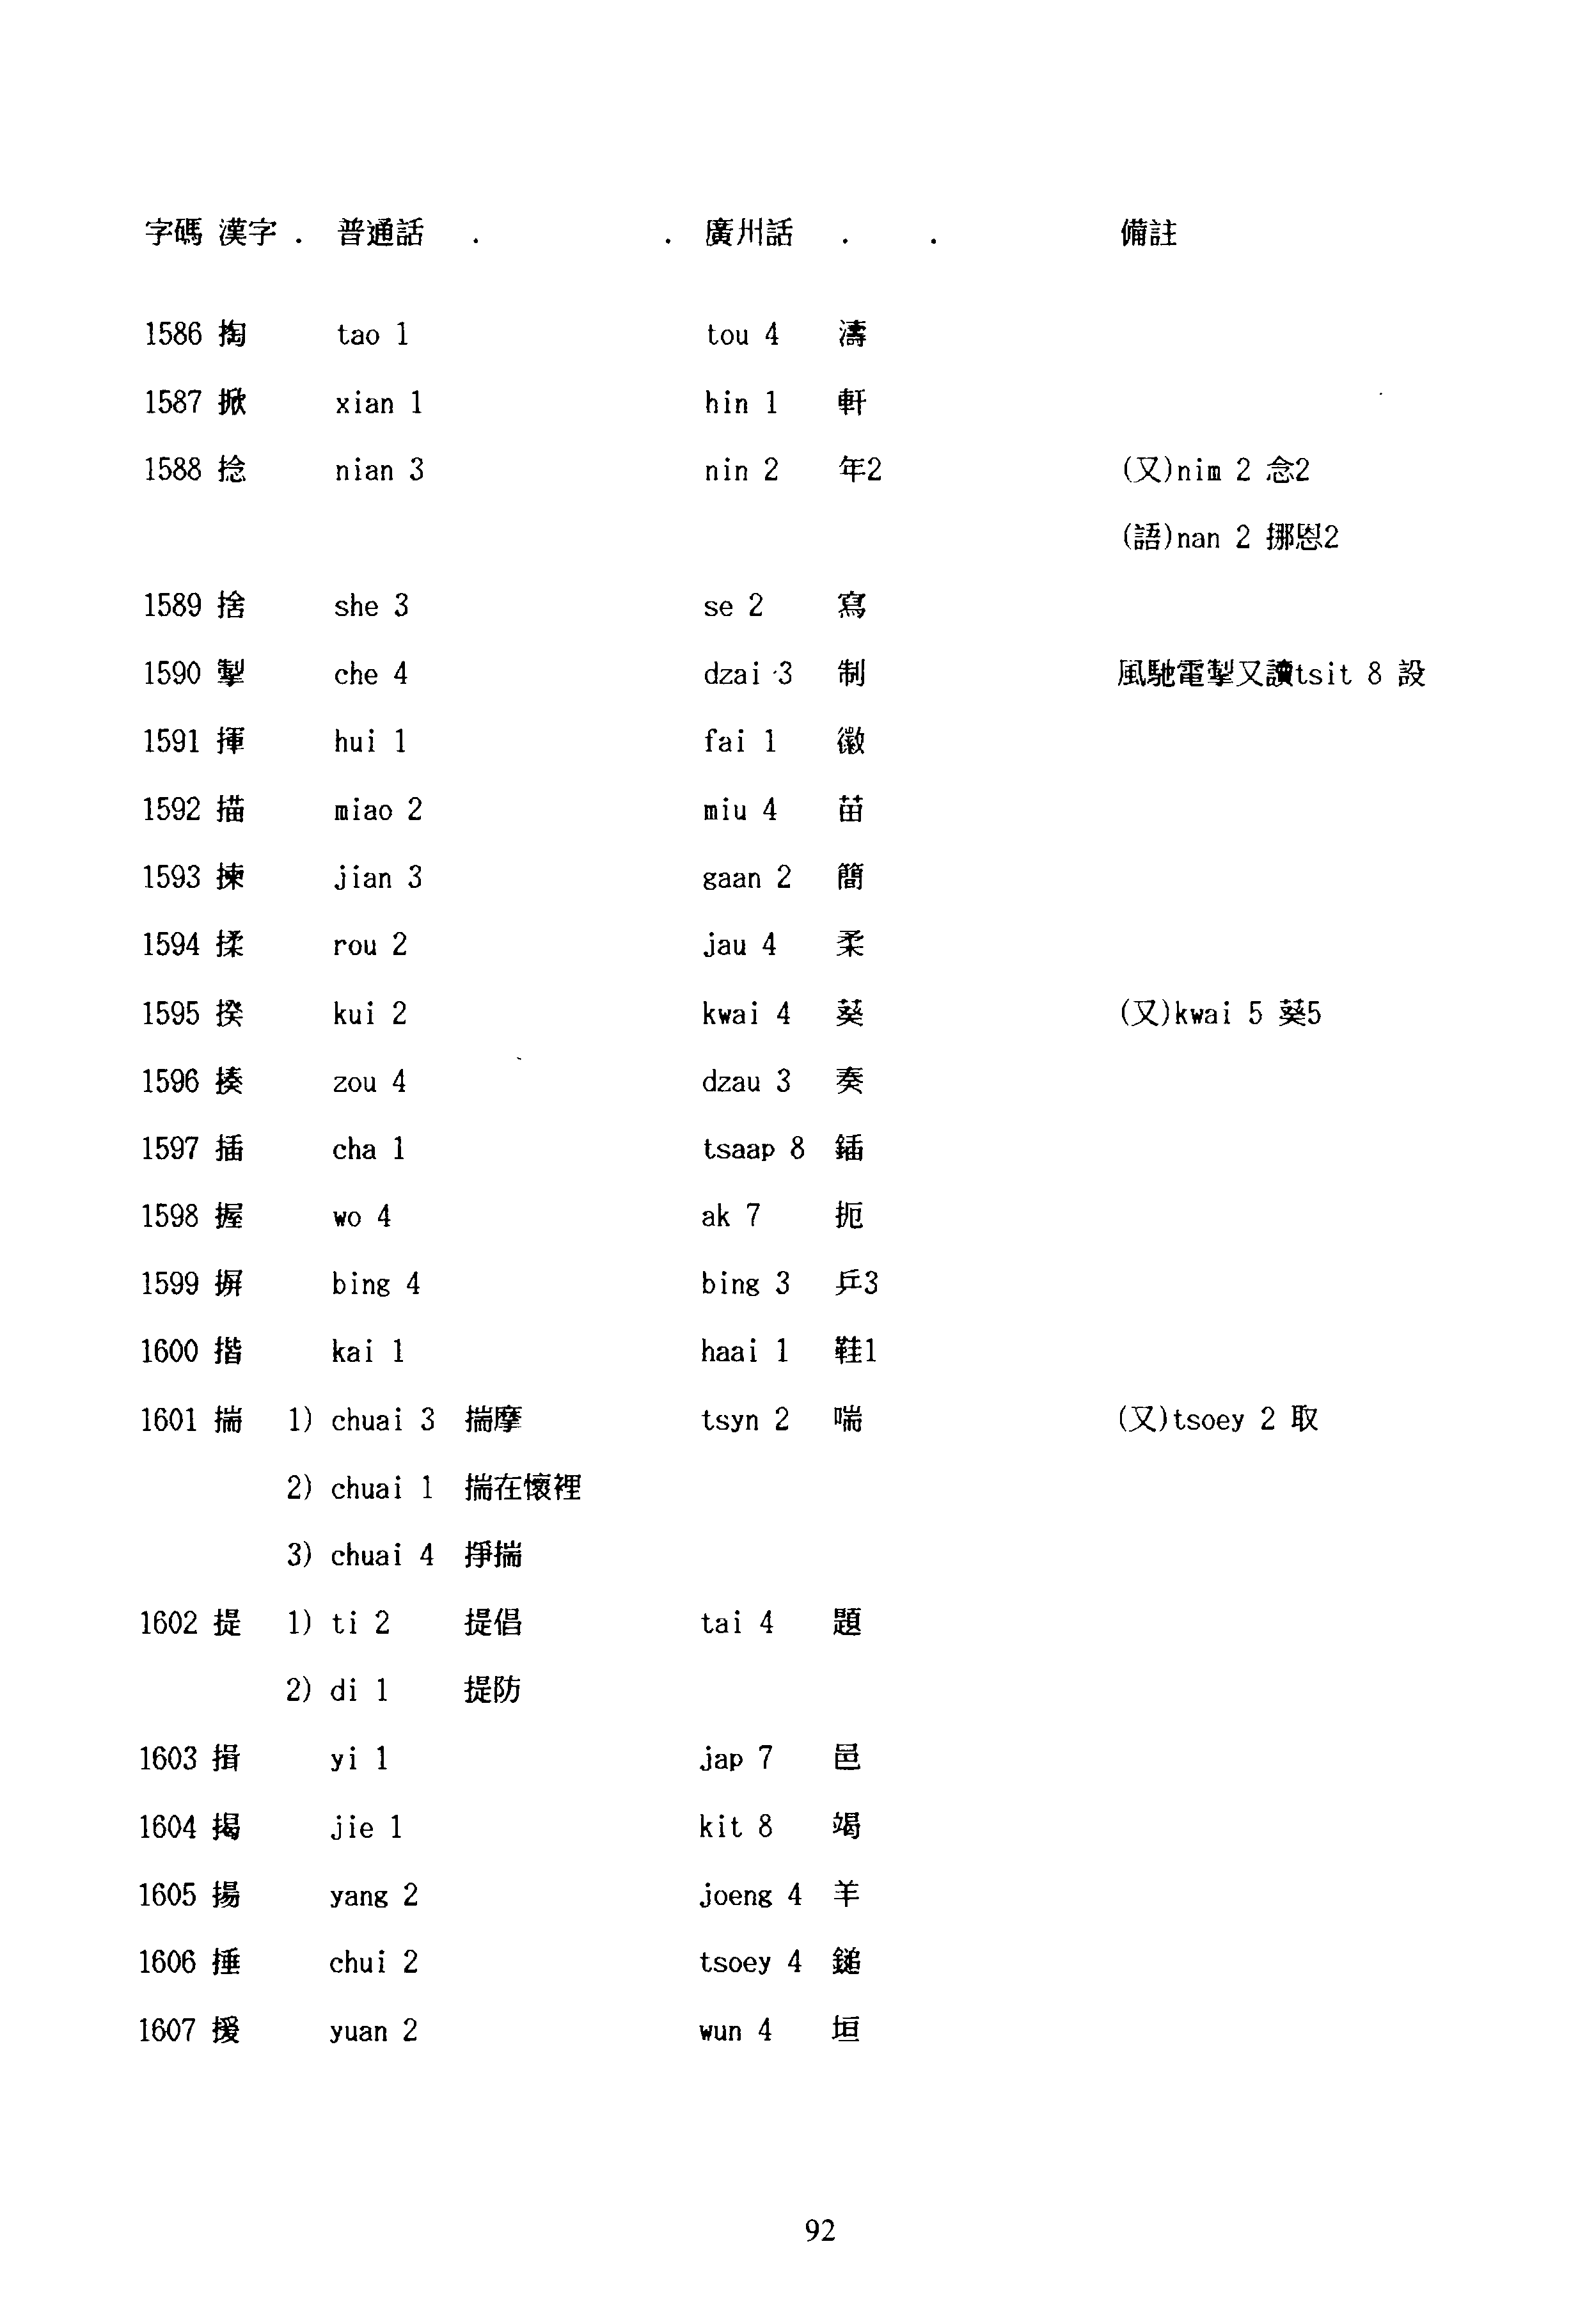 字碼 漢字 . 普通話 . . 廣州話 . . 備註
1586 掏 tao 1 tou 4 濤
1587 掀 xian 1 hin 1 軒
1588 捻 nian 3 nin 2 年2 (又)nim 2 念2
(語)nan 2 挪恩2
1589 捨 she 3 se 2 寫
1590 掣 che 4 dzai 3 制 風馳電掣又讀tsit 8 設
1591 揮 hui 1 fai 1 徽
1592 描 miao 2 miu 4 苗
1593 揀 jian 3 gaan 2 簡
1594 揉 rou 2 jau 4 柔
1595 揆 kui 2 kwai 4 葵 (又)kwai 5 葵5
1596 揍 zou 4 dzau 3 奏
1597 插 cha 1 tsaap 8 鍤
1598 握 wo 4 ak 7 扼
1599 摒 bing 4 bing 3 乒3
1600 揩 kai 1 haai 1 鞋1
1601 揣 1) chuai 3 揣摩 tsyn 2 喘 (又)tsoey 2 取
2) chuai 1 揣在懷裡
3) chuai 4 掙揣
1602 提 1) ti 2 提倡 tai 4 題
2) di 1 提防
1603 揖 yi 1 jap 7 邑
1604 揭 jie 1 kit 8 竭
1605 揚 yang 2 joeng 4 羊
1606 捶 chui 2 tsoey 4 鎚
1607 援 yuan 2 wun 4 垣
92